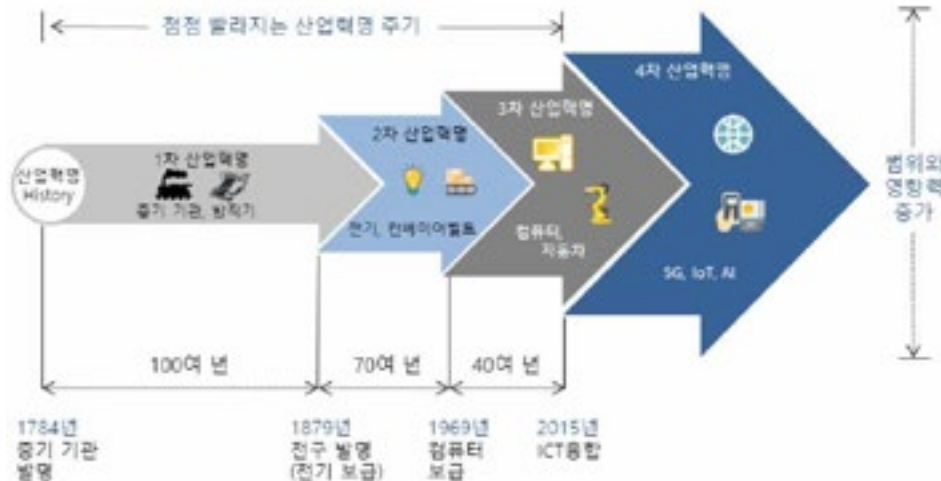 점점 빨라지는 산업혁명 주기
산업혁명
History
1차 산업혁명
증기 기관, 방적기
2차 산업혁명
전기, 컨베이어벨트
3차 산업혁명
컴퓨터,
자동차
4차 산업혁명
5G, IoT, AI
범위와
영향력
증가
100여 년
70여 년
40여 년
1784년
증기 기관
발명
1879년
전구 발명
(전기 보급)
1969년
컴퓨터
보급
2015년
ICT융합